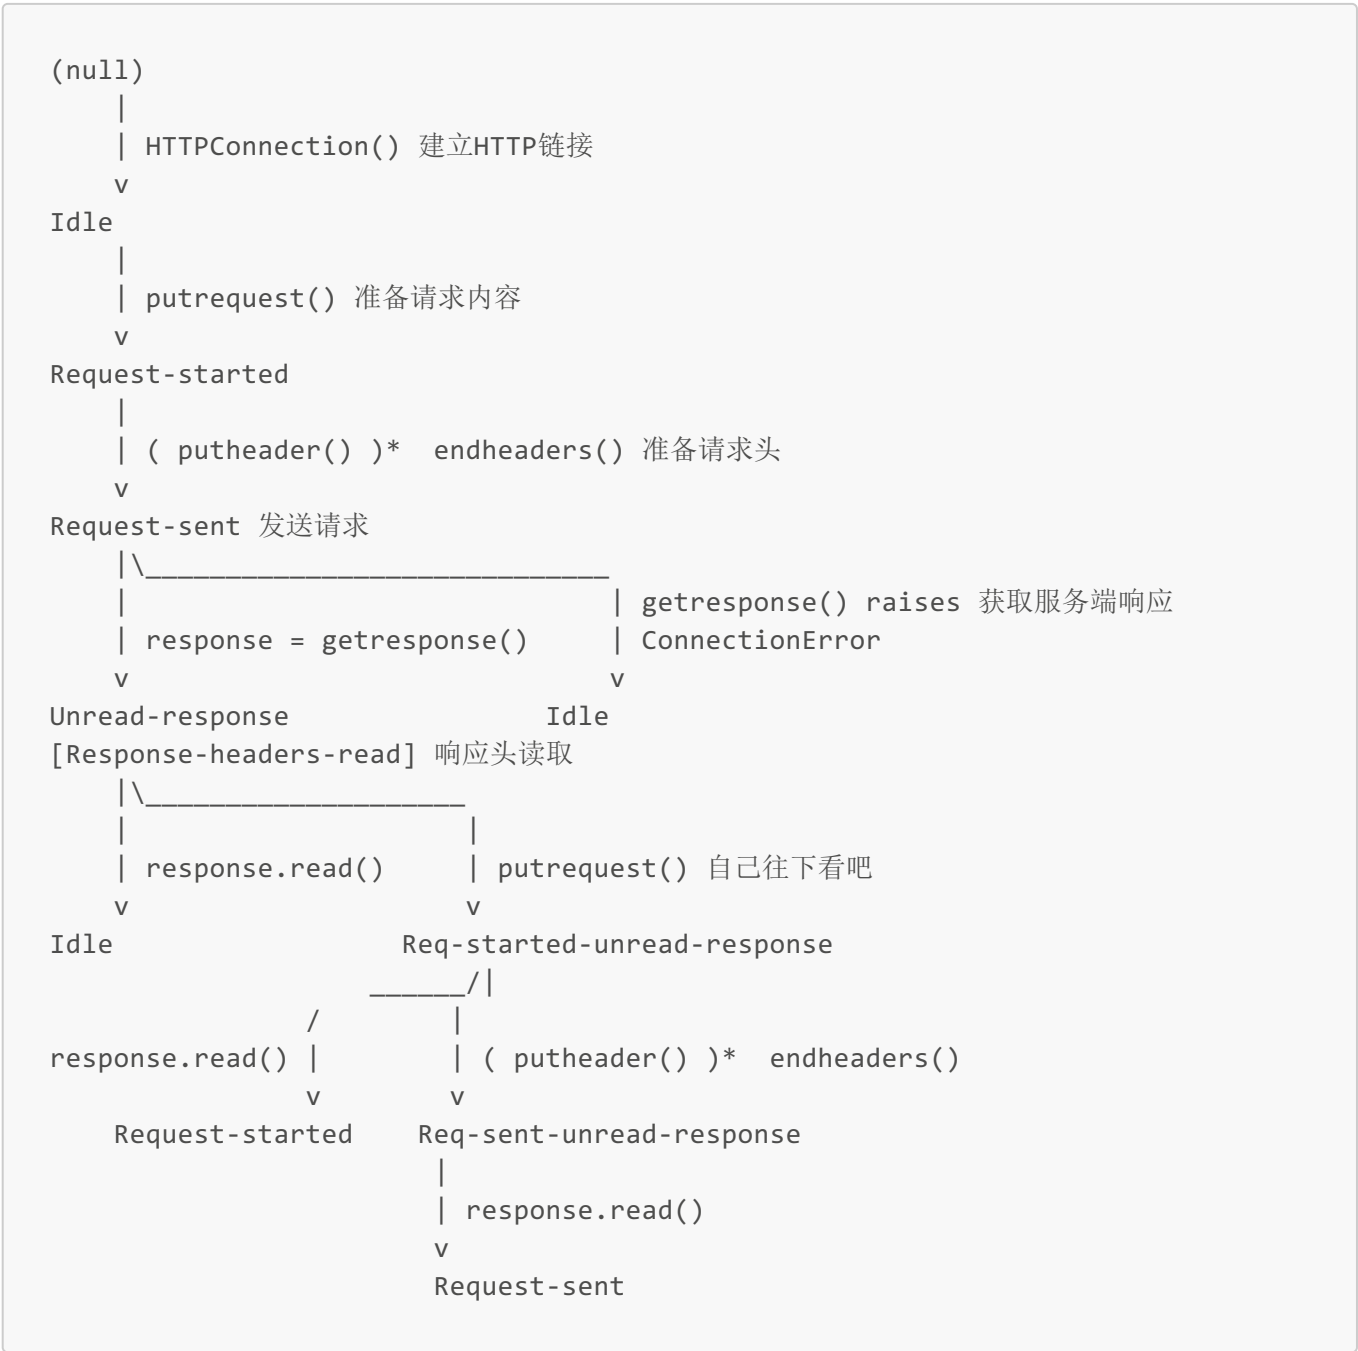 (null)
    |
    | HTTPConnection() 建立HTTP链接
    v
Idle
    |
    | putrequest() 准备请求内容
    v
Request-started
    |
    | ( putheader() )*  endheaders() 准备请求头
    v
Request-sent 发送请求
    |\_____________________________
    |                              | getresponse() raises 获取服务端响应
    | response = getresponse()     | ConnectionError
    v                              v
Unread-response                Idle
[Response-headers-read] 响应头读取
    |\____________________
    |                     |
    | response.read()     | putrequest() 自己往下看吧
    v                     v
Idle                  Req-started-unread-response
                    ______/|
                /        |
response.read() |        | ( putheader() )*  endheaders()
                v        v
    Request-started    Req-sent-unread-response
                        |
                        | response.read()
                        v
                        Request-sent